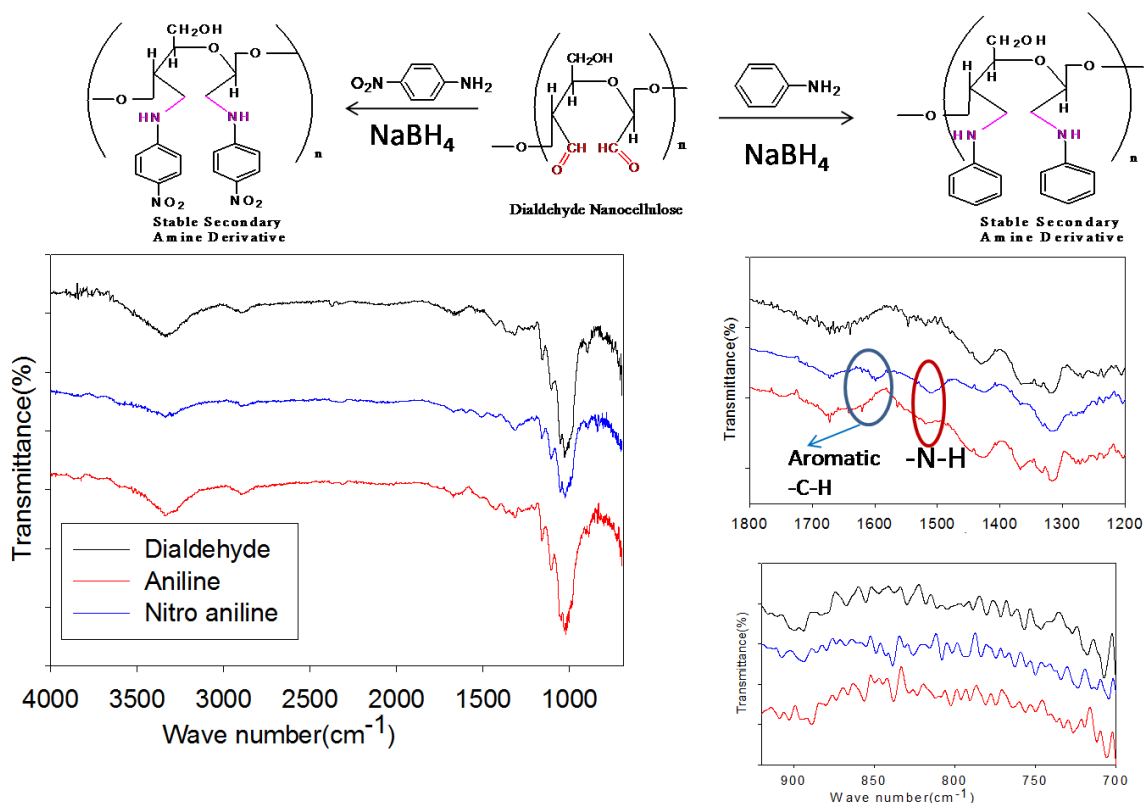 CH₂OH
O
O
H
H
O
H
HN
NH
n
NO₂
NO₂
Stable Secondary
Amine Derivative
O₂N
NH₂
NaBH4
CH₂OH
O
O
H
H
O
CH
HC
O
O
n
Dialdehyde Nanocellulose
NH₂
NaBH4
CH₂OH
O
O
H
H
O
H
HN
NH
n
Stable Secondary
Amine Derivative
Transmittance(%)
Dialdehyde
Aniline
Nitro aniline
4000 3500 3000 2500 2000 1500 1000
Wave number(cm⁻¹)
Transmittance(%)
Aromatic
-C-H
-N-H
1800 1700 1600 1500 1400 1300 1200
Transmittance(%)
900 850 800 750 700
Wave number(cm⁻¹)